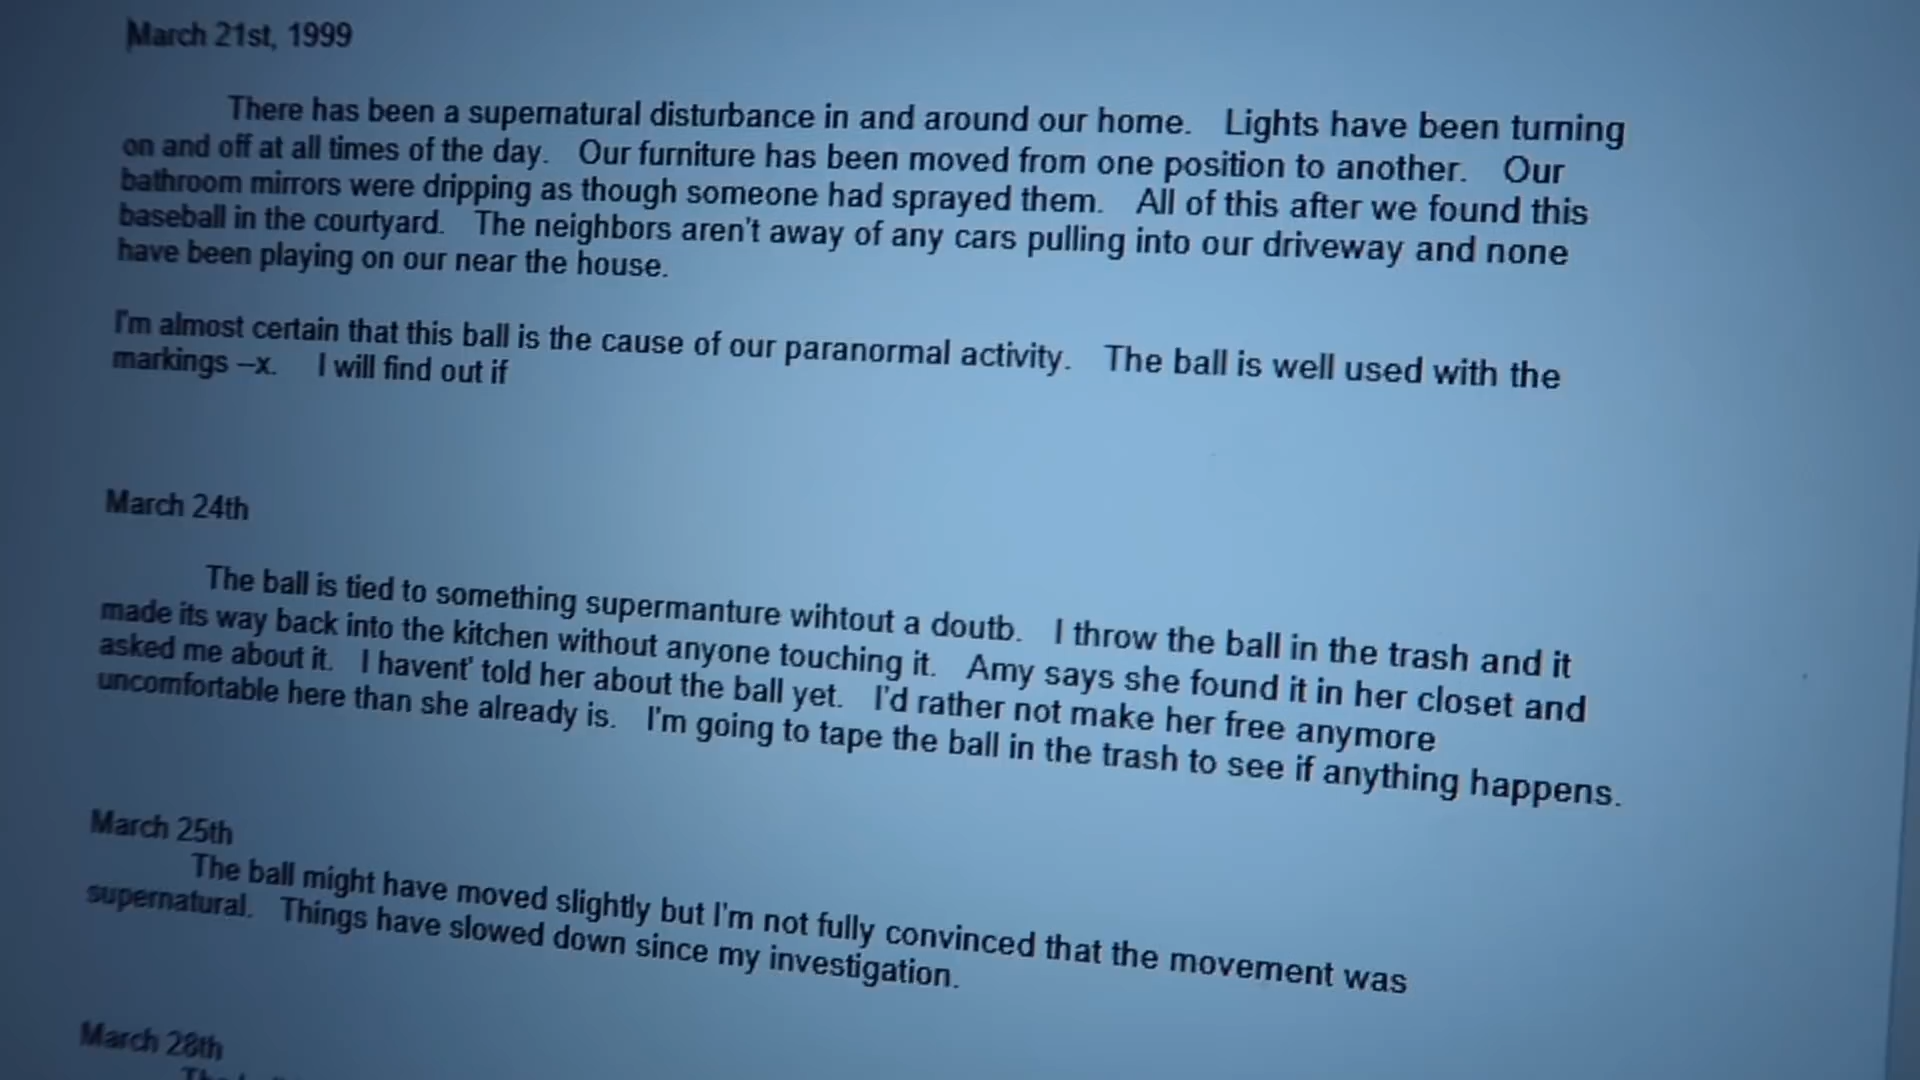 March 21st, 1999
There has been a supernatural disturbance in and around our home. Lights have been turning
on and off at all times of the day. Our furniture has been moved from one position to another. Our
bathroom mirrors were dripping as though someone had sprayed them. All of this after we found this
baseball in the courtyard. The neighbors aren't away of any cars pulling into our driveway and none
have been playing on our near the house.
I'm almost certain that this ball is the cause of our paranormal activity. The ball is well used with the
markings –x. I will find out if
March 24th
The ball is tied to something supermanture wihtout a doutb. I throw the ball in the trash and it
made its way back into the kitchen without anyone touching it. Amy says she found it in her closet and
asked me about it. I havent' told her about the ball yet. I'd rather not make her free anymore
uncomfortable here than she already is. I'm going to tape the ball in the trash to see if anything happens.
March 25th
The ball might have moved slightly but I'm not fully convinced that the movement was
supernatural. Things have slowed down since my investigation.
March 28th